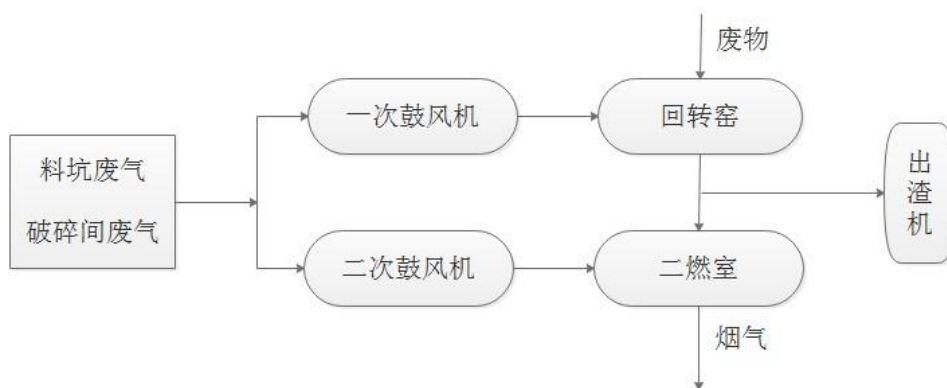 废物
一次鼓风机
回转窑
料坑废气
破碎间废气
出渣机
二次鼓风机
二燃室
烟气